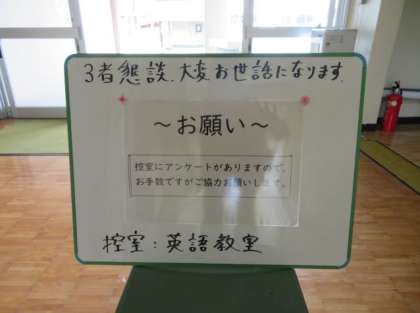 3者懇談、大変お世話になります。
～お願い～
控室にアンケートがありますので、
お手数ですがご協力お願いします。
控室：英語教室